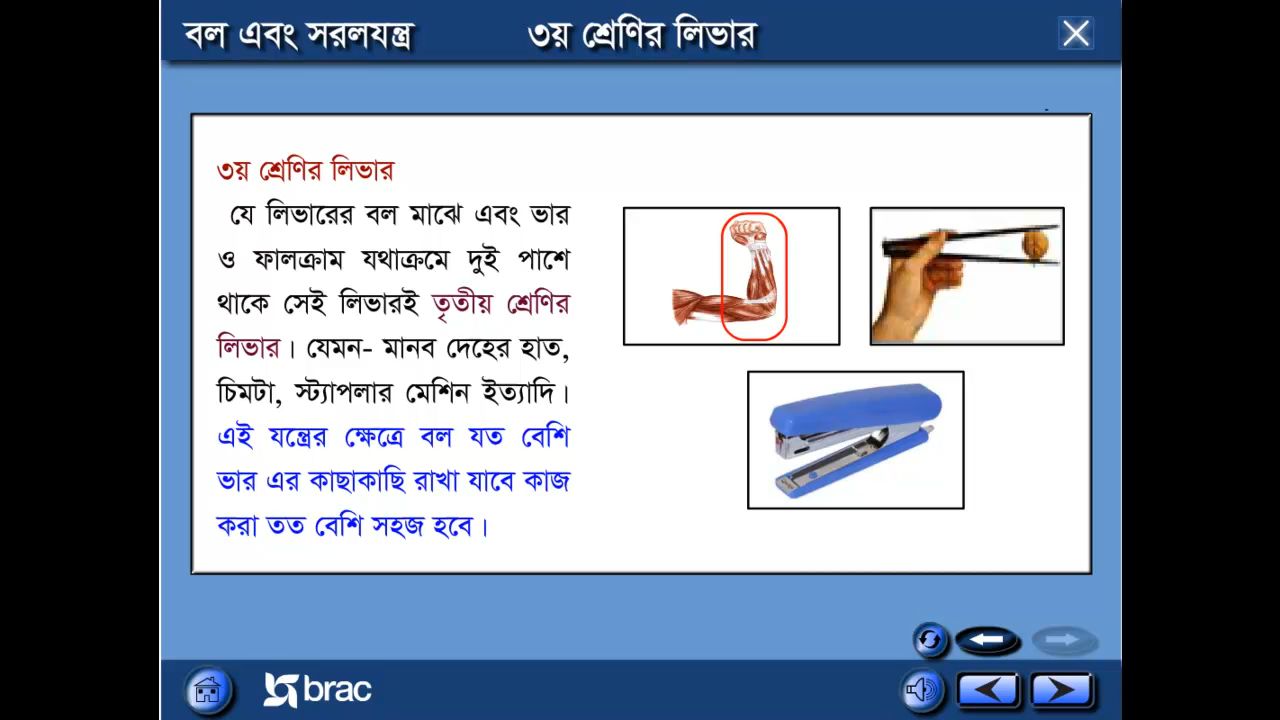 বল এবং সরলযন্ত্র
৩য় শ্রেণির লিভার
৩য় শ্রেণির লিভার
যে লিভারের বল মাঝে এবং ভার
ও ফালক্রাম যথাক্রমে দুই পাশে
থাকে সেই লিভারই তৃতীয় শ্রেণির
লিভার। যেমন- মানব দেহের হাত,
চিমটা, স্ট্যাপলার মেশিন ইত্যাদি।
এই যন্ত্রের ক্ষেত্রে বল যত বেশি
ভার এর কাছাকাছি রাখা যাবে কাজ
করা তত বেশি সহজ হবে।
brac